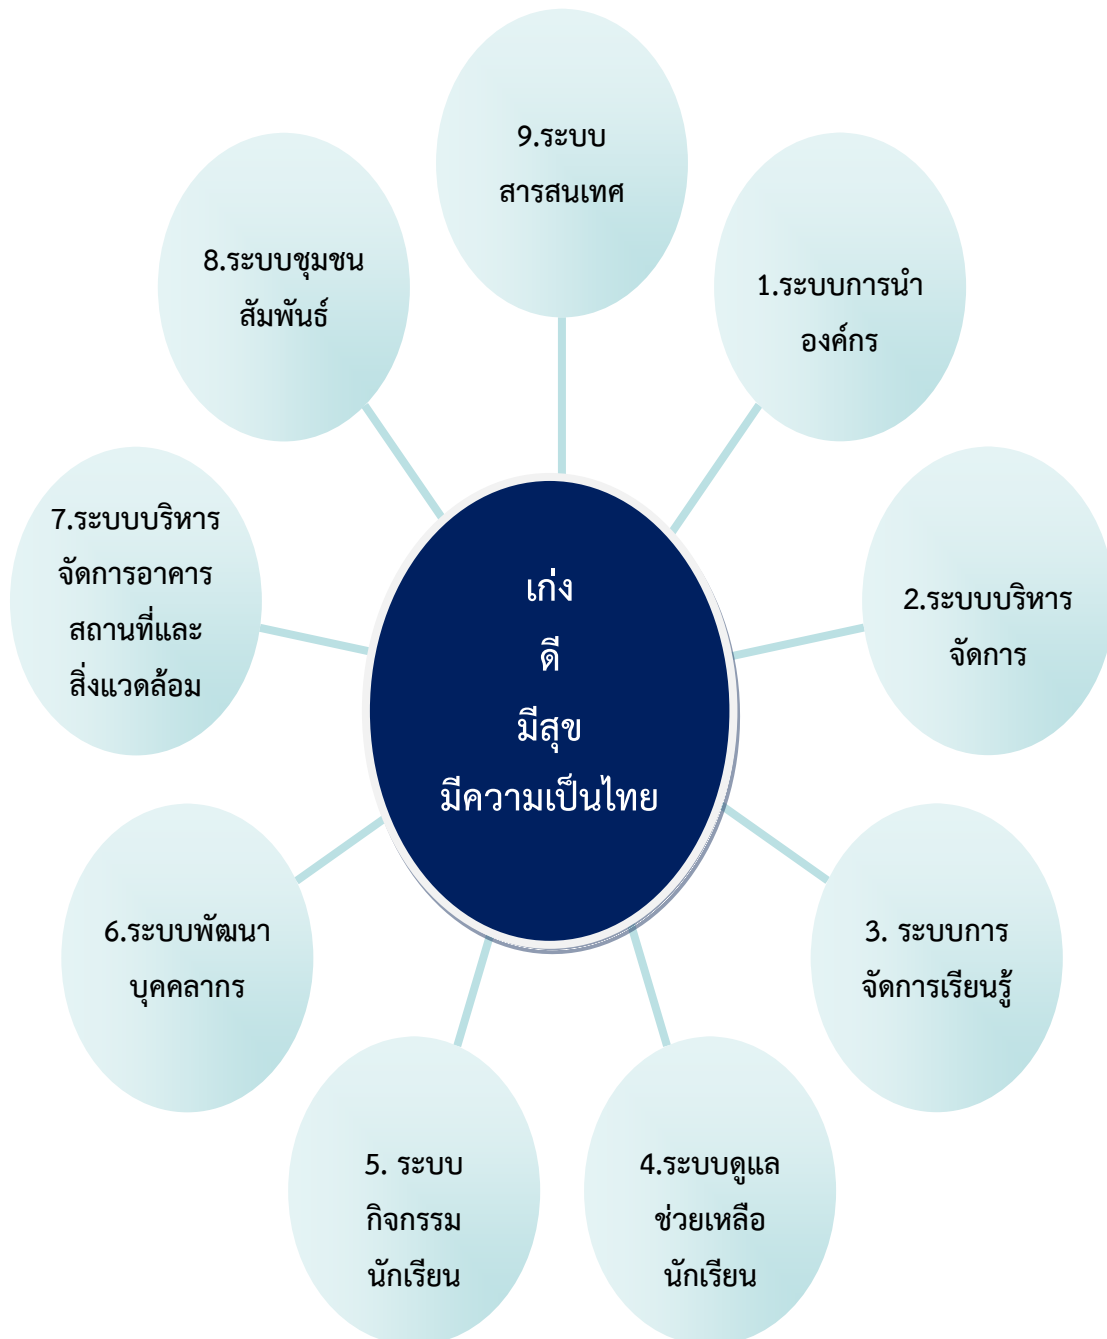 9.ระบบ
สารสนเทศ
8.ระบบชุมชน
สัมพันธ์
1.ระบบการนำ
องค์กร
7.ระบบบริหาร
จัดการอาคาร
สถานที่และ
สิ่งแวดล้อม
เก่ง
ดี
มีสุข
มีความเป็นไทย
2.ระบบบริหาร
จัดการ
6.ระบบพัฒนา
บุคคลากร
3. ระบบการ
จัดการเรียนรู้
5. ระบบ
กิจกรรม
นักเรียน
4.ระบบดูแล
ช่วยเหลือ
นักเรียน